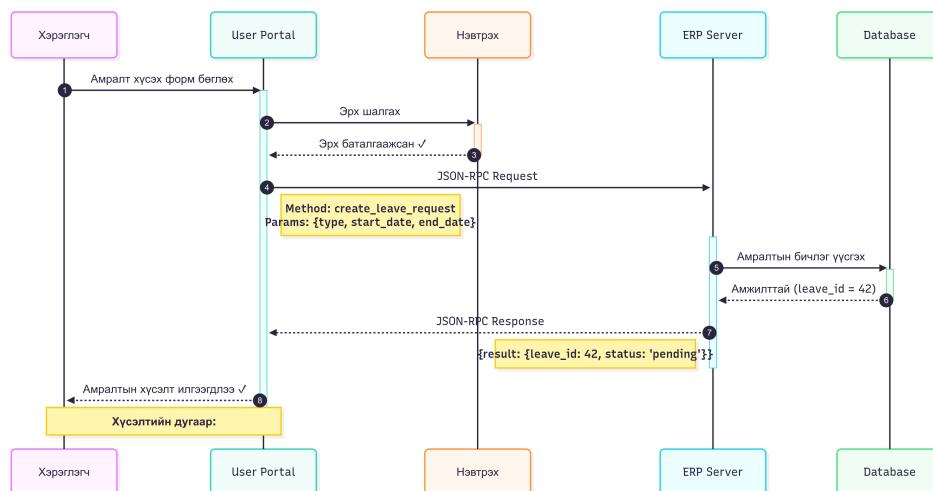 Хэрэглэгч
User Portal
Нэвтрэх
ERP Server
Database
1 Амралт хүсэх форм бөглөх
2 Эрх шалгах
Эрх баталгаажсан ✓ 3
4 JSON-RPC Request
Method: create_leave_request
Params: {type, start_date, end_date}
5 Амралтын бичлэг үүсгэх
Амжилттай (leave_id = 42) 6
JSON-RPC Response 7
{result: {leave_id: 42, status: 'pending'}}
Амралтын хүсэлт илгээгдлээ ✓ 8
Хүсэлтийн дугаар:
Хэрэглэгч
User Portal
Нэвтрэх
ERP Server
Database